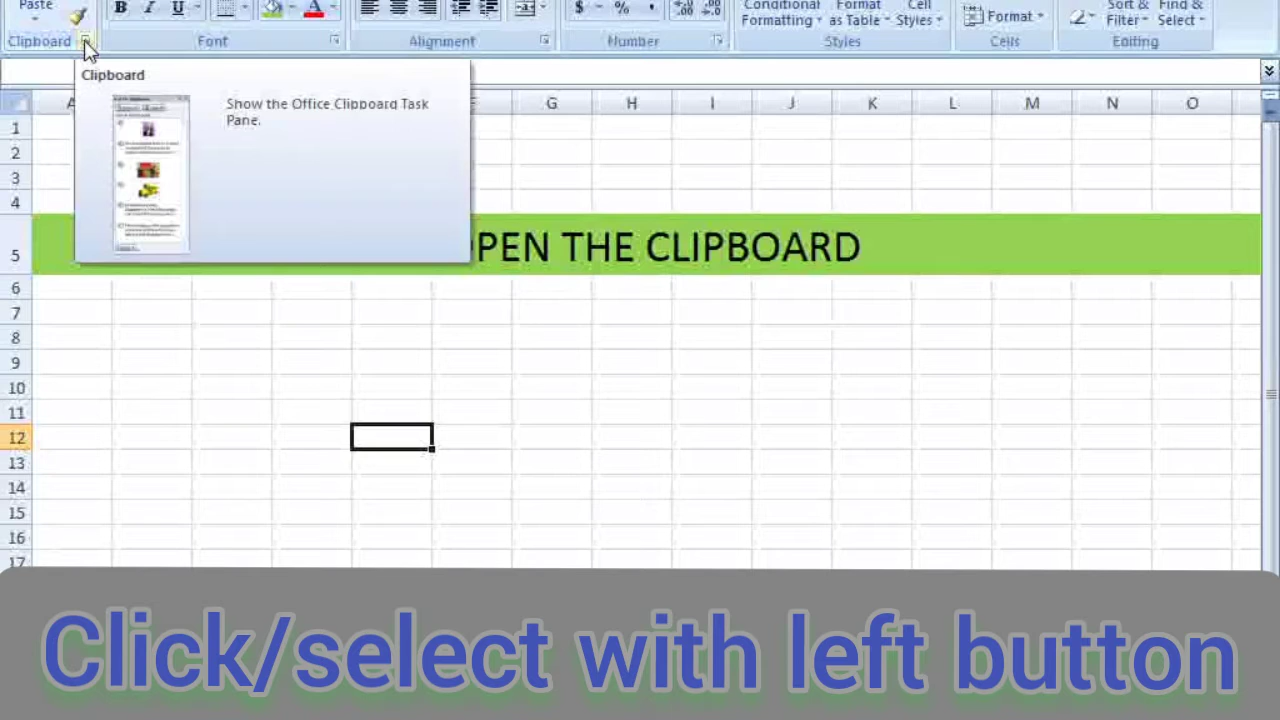 Paste
B I U A $ % ,
Conditional Formatting
Format as Table
Cell Styles
Format
Sort & Filter
Find & Select
Clipboard Font Alignment Number Styles Cells Editing
Clipboard
Show the Office Clipboard Task
Pane.
G H I J K L M N O
1
2
3
4
5
PEN THE CLIPBOARD
6
7
8
9
10
11
12
13
14
15
16
17
Click/select with left button